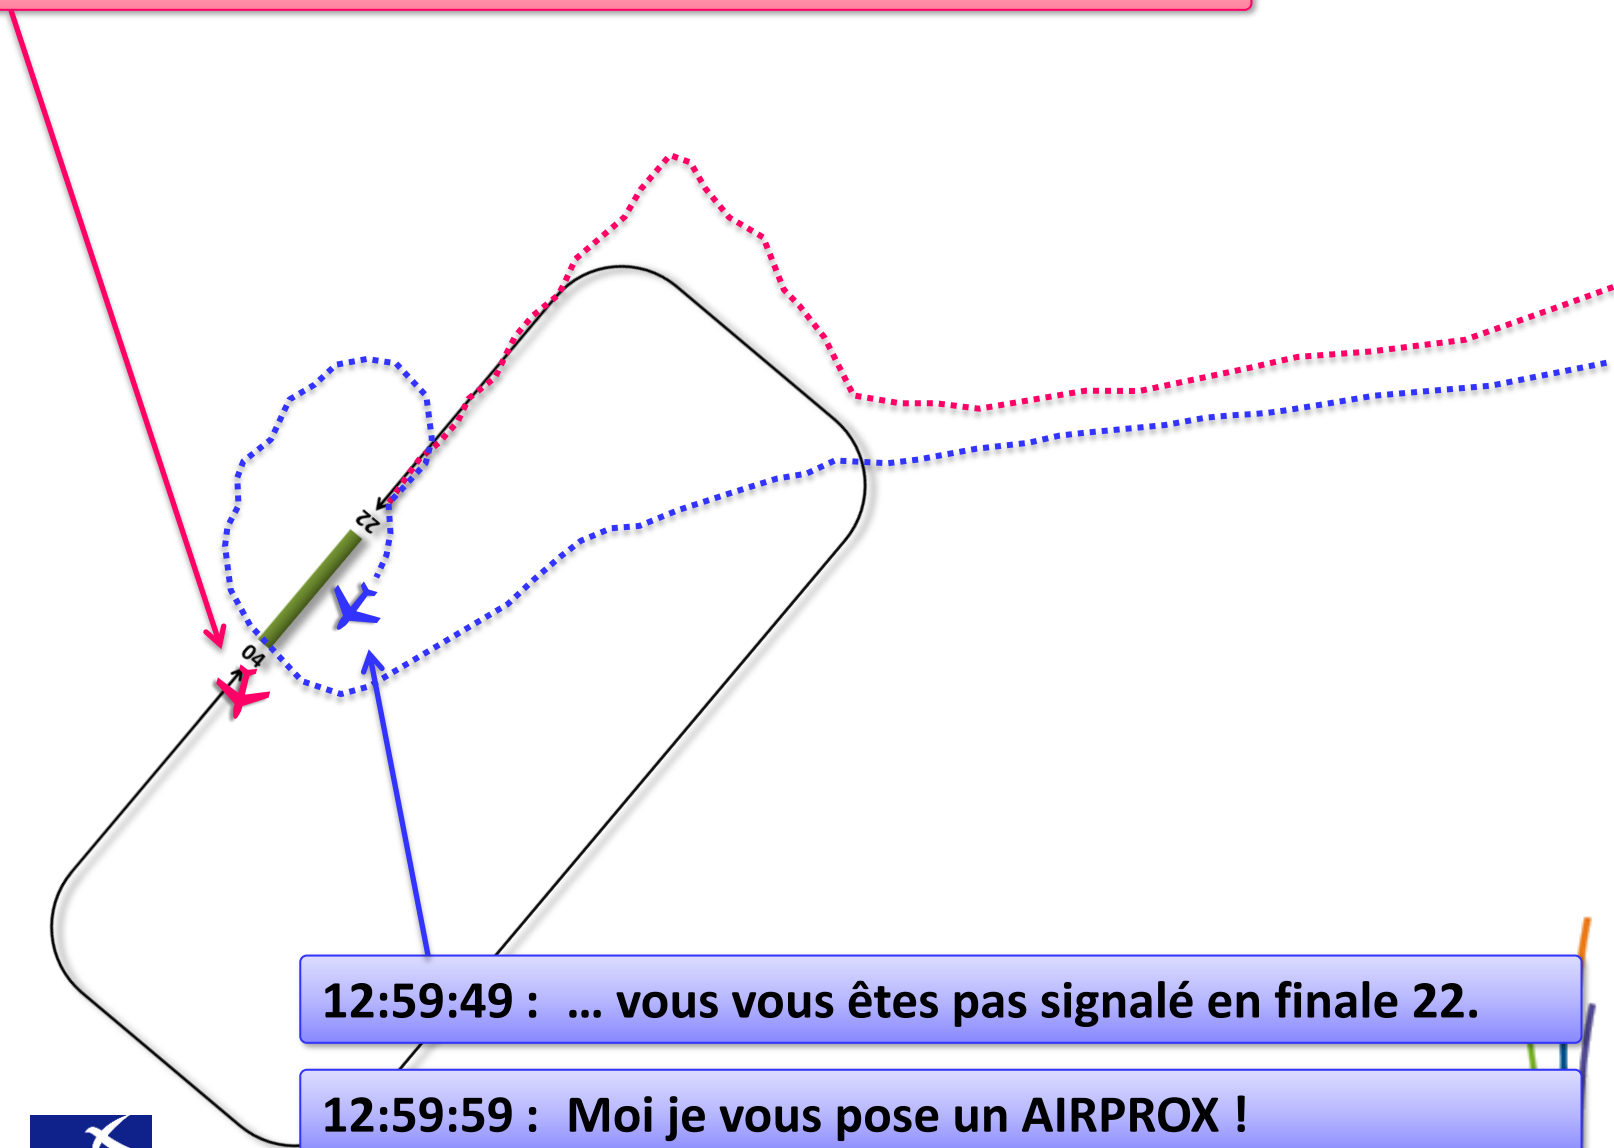 22
04
12:59:49 : ... vous vous êtes pas signalé en finale 22.
12:59:59 : Moi je vous pose un AIRPROX !